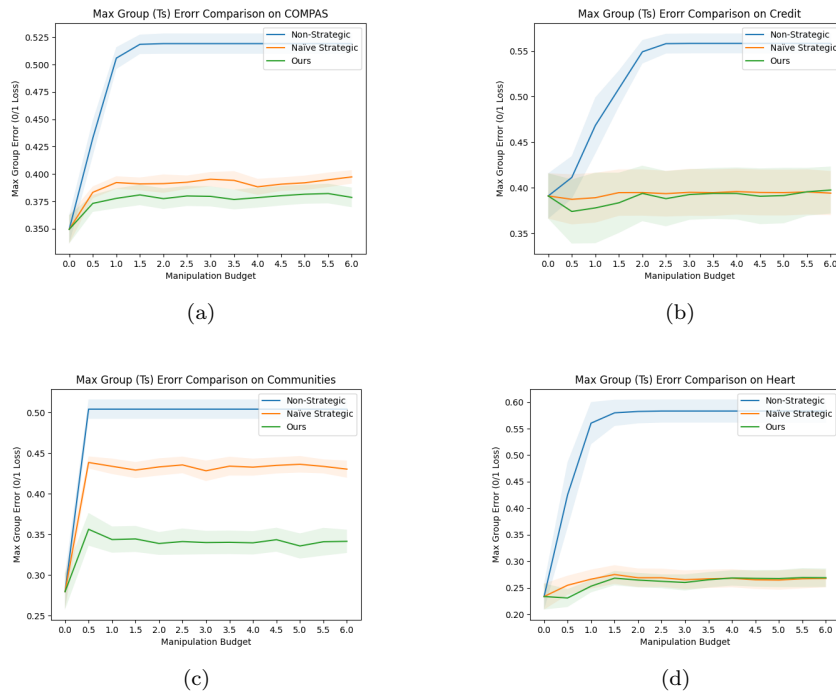 Max Group (Ts) Erorr Comparison on COMPAS
Max Group Error (0/1 Loss)
0.525
0.500
0.475
0.450
0.425
0.400
0.375
0.350
Non-Strategic
Naïve Strategic
Ours
0.0 0.5 1.0 1.5 2.0 2.5 3.0 3.5 4.0 4.5 5.0 5.5 6.0
Manipulation Budget
(a)
Max Group (Ts) Erorr Comparison on Credit
Max Group Error (0/1 Loss)
0.55
0.50
0.45
0.40
0.35
Non-Strategic
Naïve Strategic
Ours
0.0 0.5 1.0 1.5 2.0 2.5 3.0 3.5 4.0 4.5 5.0 5.5 6.0
Manipulation Budget
(b)
Max Group (Ts) Erorr Comparison on Communities
Max Group Error (0/1 Loss)
0.50
0.45
0.40
0.35
0.30
0.25
Non-Strategic
Naïve Strategic
Ours
0.0 0.5 1.0 1.5 2.0 2.5 3.0 3.5 4.0 4.5 5.0 5.5 6.0
Manipulation Budget
(c)
Max Group (Ts) Erorr Comparison on Heart
Max Group Error (0/1 Loss)
0.60
0.55
0.50
0.45
0.40
0.35
0.30
0.25
0.20
Non-Strategic
Naïve Strategic
Ours
0.0 0.5 1.0 1.5 2.0 2.5 3.0 3.5 4.0 4.5 5.0 5.5 6.0
Manipulation Budget
(d)